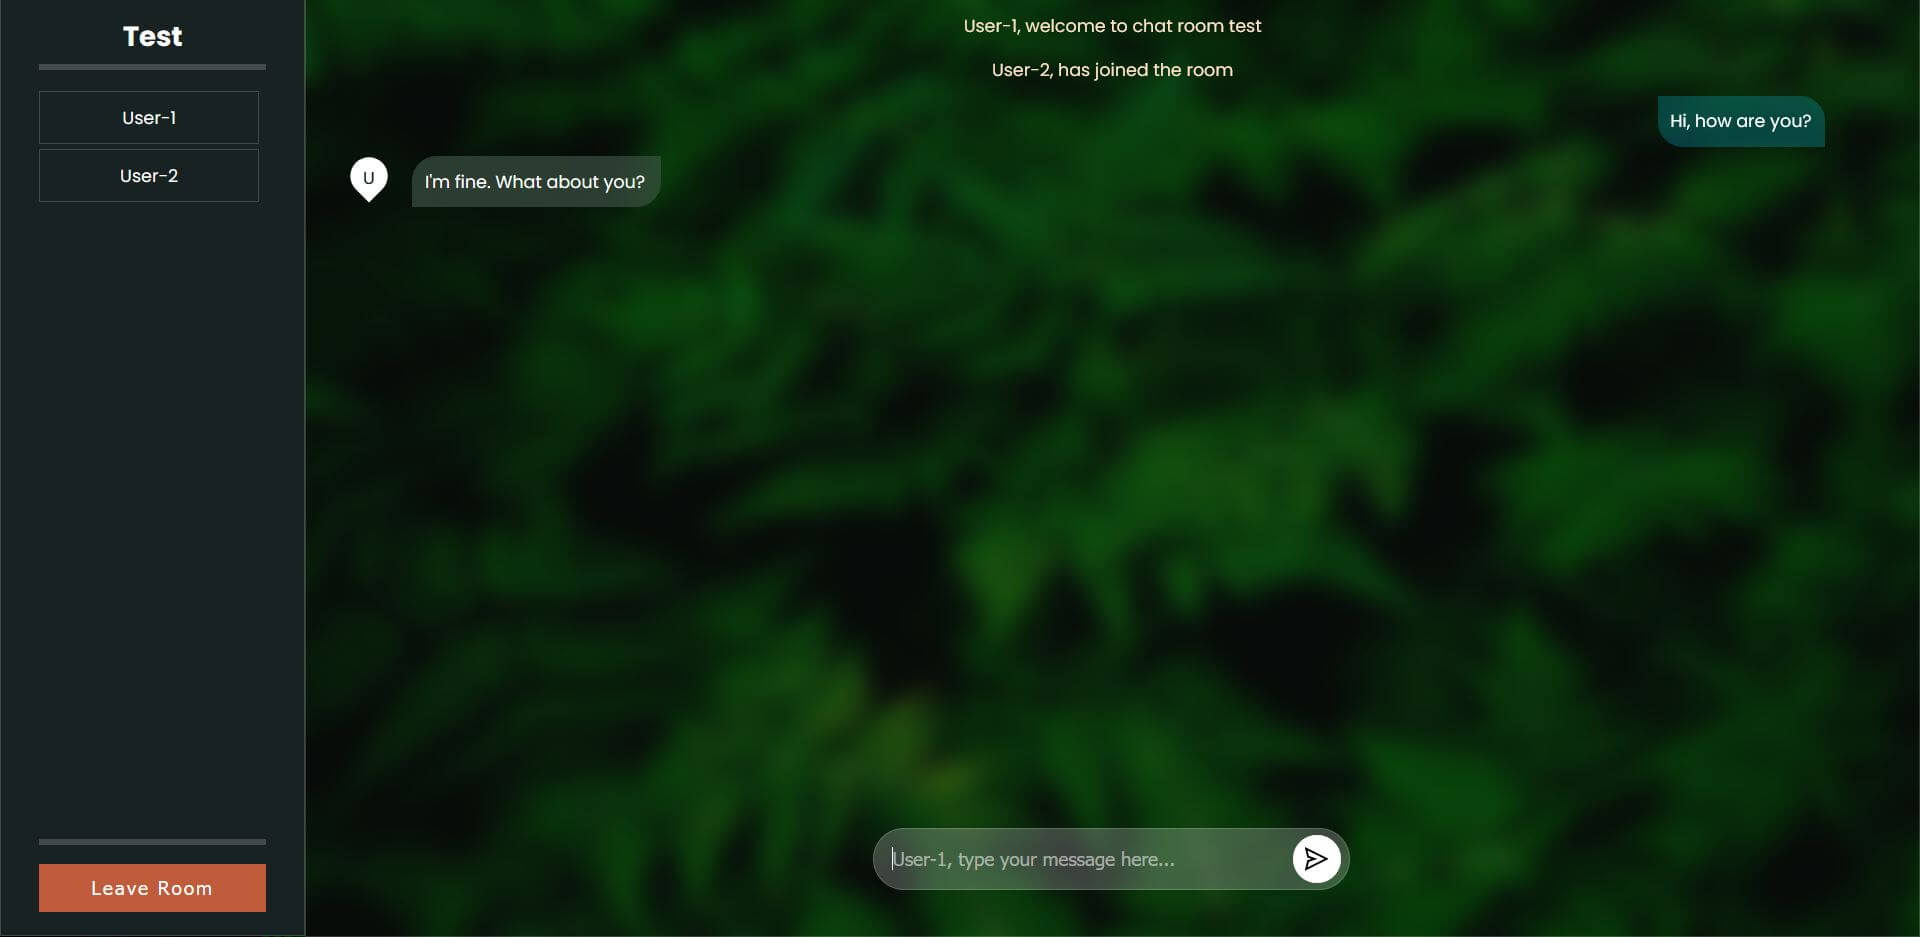 Test
User-1
User-2
Leave Room
User-1, welcome to chat room test
User-2, has joined the room
Hi, how are you?
U
I'm fine. What about you?
User-1, type your message here...